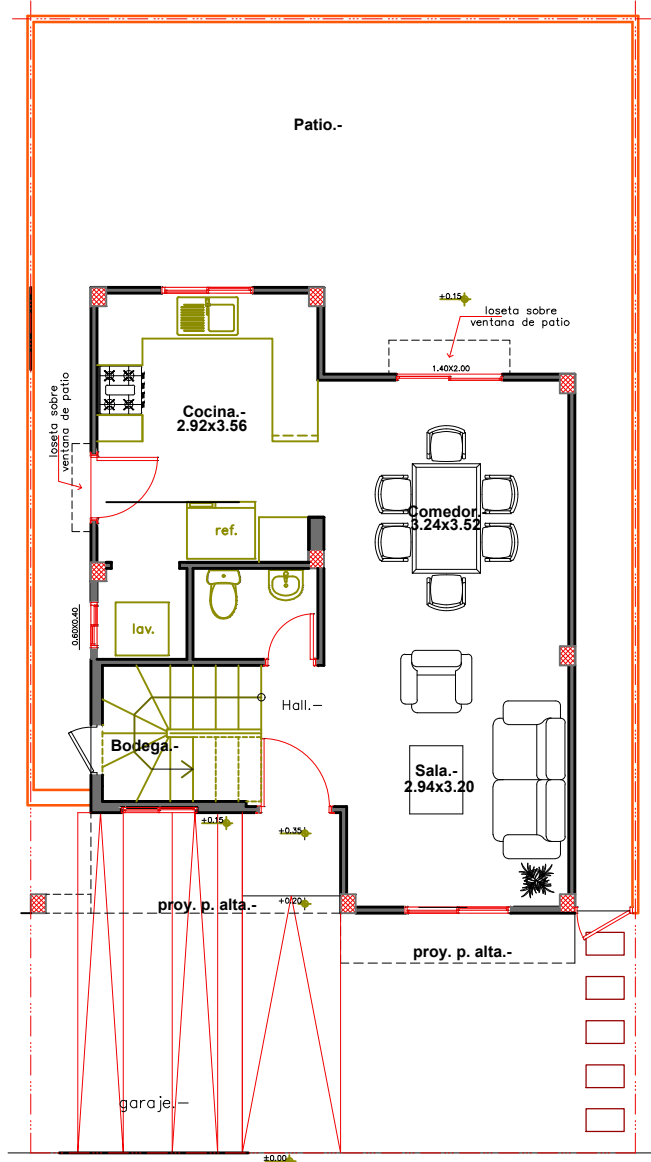 Patio.-
+0.15
loseta sobre
ventana de patio
1.40X2.00
Cocina.-
2.92x3.56
loseta sobre
ventana de patio
Comedor.-
3.24x3.52
ref.
0.60X0.40
lav.
Hall.-
Bodega.-
Sala.-
2.94x3.20
+0.15
+0.35
+0.20
proy. p. alta.-
proy. p. alta.-
garaje.-
±0.00